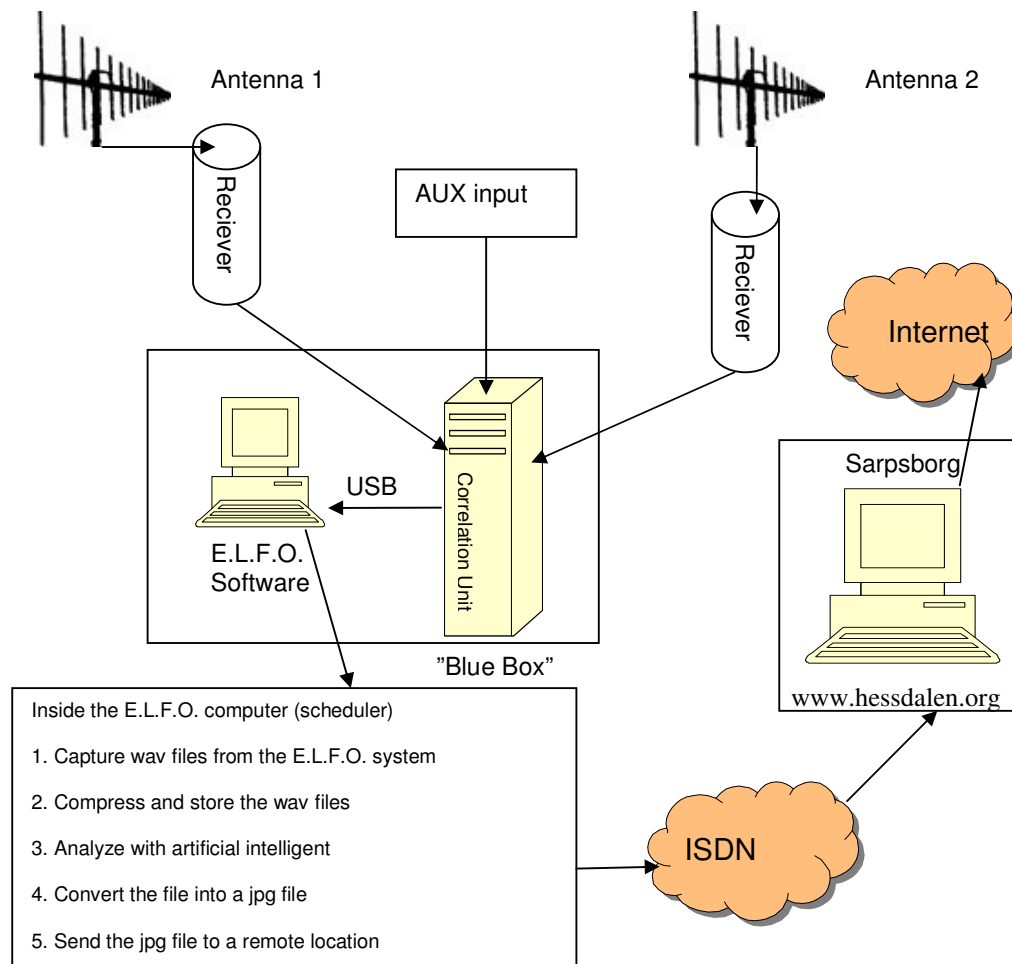 Antenna 1
Antenna 2
Reciever
AUX input
Reciever
Internet
Sarpsborg
USB
Correlation Unit
E.L.F.O.
Software
"Blue Box"
www.hessdalen.org
Inside the E.L.F.O. computer (scheduler)
1. Capture wav files from the E.L.F.O. system
2. Compress and store the wav files
3. Analyze with artificial intelligent
4. Convert the file into a jpg file
5. Send the jpg file to a remote location
ISDN